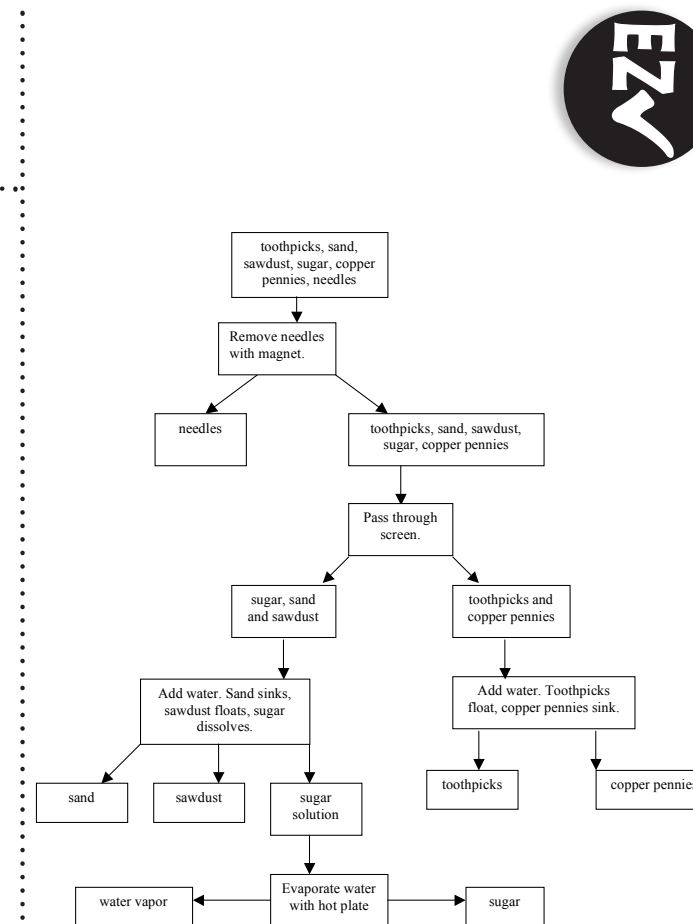 EZ
toothpicks, sand,
sawdust, sugar, copper
pennies, needles
Remove needles
with magnet.
needles
toothpicks, sand, sawdust,
sugar, copper pennies
Pass through
screen.
sugar, sand
and sawdust
toothpicks and
copper pennies
Add water. Sand sinks,
sawdust floats, sugar
dissolves.
Add water. Toothpicks
float, copper pennies sink.
sand
sawdust
sugar
solution
toothpicks
copper pennies
Evaporate water
with hot plate
water vapor
sugar